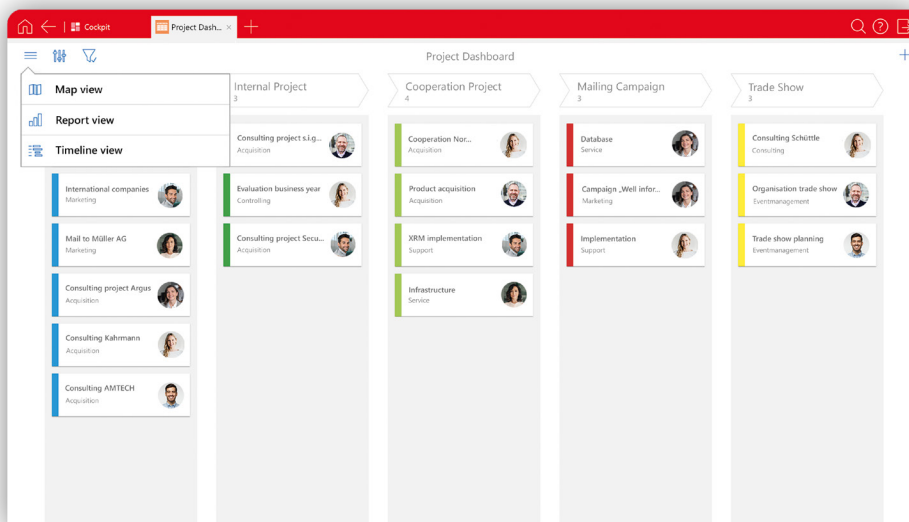 Cockpit
Project Dash...
Project Dashboard
Map view
Report view
Timeline view
International companies
Marketing
Mail to Müller AG
Marketing
Consulting project Argus
Acquisition
Consulting Kahrmann
Acquisition
Consulting AMTECH
Acquisition
Internal Project
3
Consulting project s.i.g...
Acquisition
Evaluation business year
Controlling
Consulting project Secu...
Acquisition
Cooperation Project
4
Cooperation Nor...
Acquisition
Product acquisition
Acquisition
XRM implementation
Support
Infrastructure
Service
Mailing Campaign
3
Database
Service
Campaign „Well infor...
Marketing
Implementation
Support
Trade Show
3
Consulting Schüttle
Consulting
Organisation trade show
Eventmanagement
Trade show planning
Eventmanagement